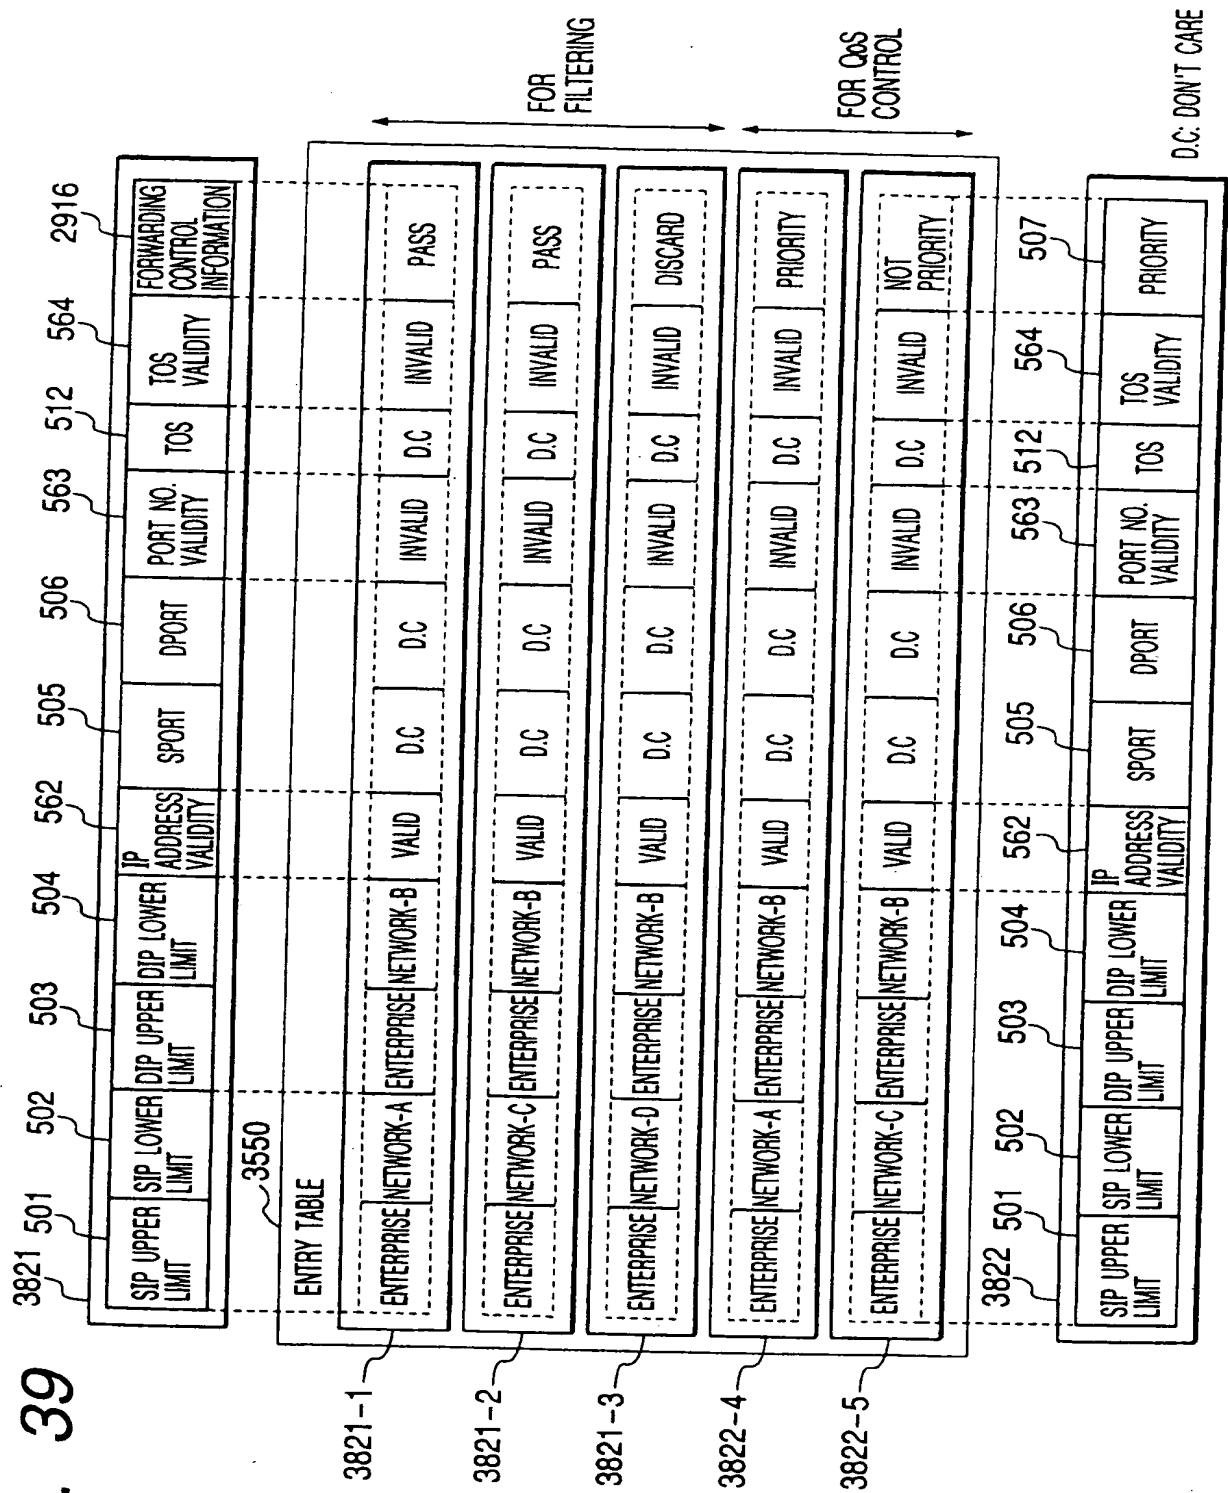 . 39
3821
501
502
503
504
562
505
506
563
512
564
2916
SIP UPPER
LIMIT
SIP LOWER
LIMIT
DIP UPPER
LIMIT
DIP LOWER
LIMIT
IP
ADDRESS
VALIDITY
SPORT
DPORT
PORT NO.
VALIDITY
TOS
TOS
VALIDITY
FORWARDING
CONTROL
INFORMATION
3550
ENTRY TABLE
3821-1
ENTERPRISE NETWORK-A ENTERPRISE NETWORK-B VALID D.C D.C INVALID D.C INVALID PASS
3821-2
ENTERPRISE NETWORK-C ENTERPRISE NETWORK-B VALID D.C D.C INVALID D.C INVALID PASS
3821-3
ENTERPRISE NETWORK-D ENTERPRISE NETWORK-B VALID D.C D.C INVALID D.C INVALID DISCARD
FOR
FILTERING
3822-4
ENTERPRISE NETWORK-A ENTERPRISE NETWORK-B VALID D.C D.C INVALID D.C INVALID PRIORITY
3822-5
ENTERPRISE NETWORK-C ENTERPRISE NETWORK-B VALID D.C D.C INVALID D.C INVALID NOT
PRIORITY
FOR QoS
CONTROL
3822
501
502
503
504
562
505
506
563
512
564
507
SIP UPPER
LIMIT
SIP LOWER
LIMIT
DIP UPPER
LIMIT
DIP LOWER
LIMIT
IP
ADDRESS
VALIDITY
SPORT
DPORT
PORT NO.
VALIDITY
TOS
TOS
VALIDITY
PRIORITY
D.C: DON'T CARE